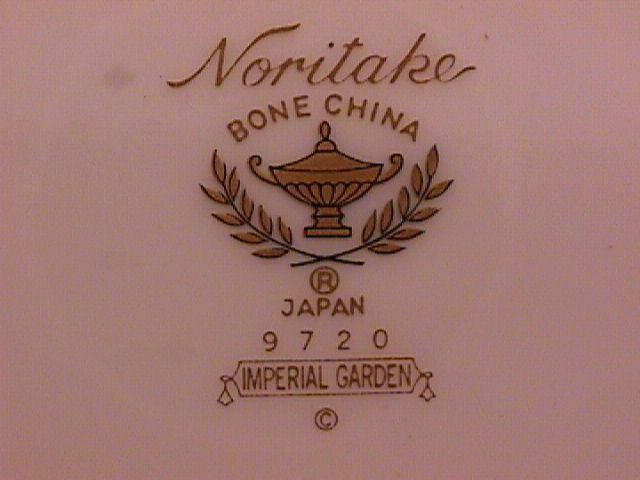 Noritake
BONE CHINA
®
JAPAN
9720
IMPERIAL GARDEN
©